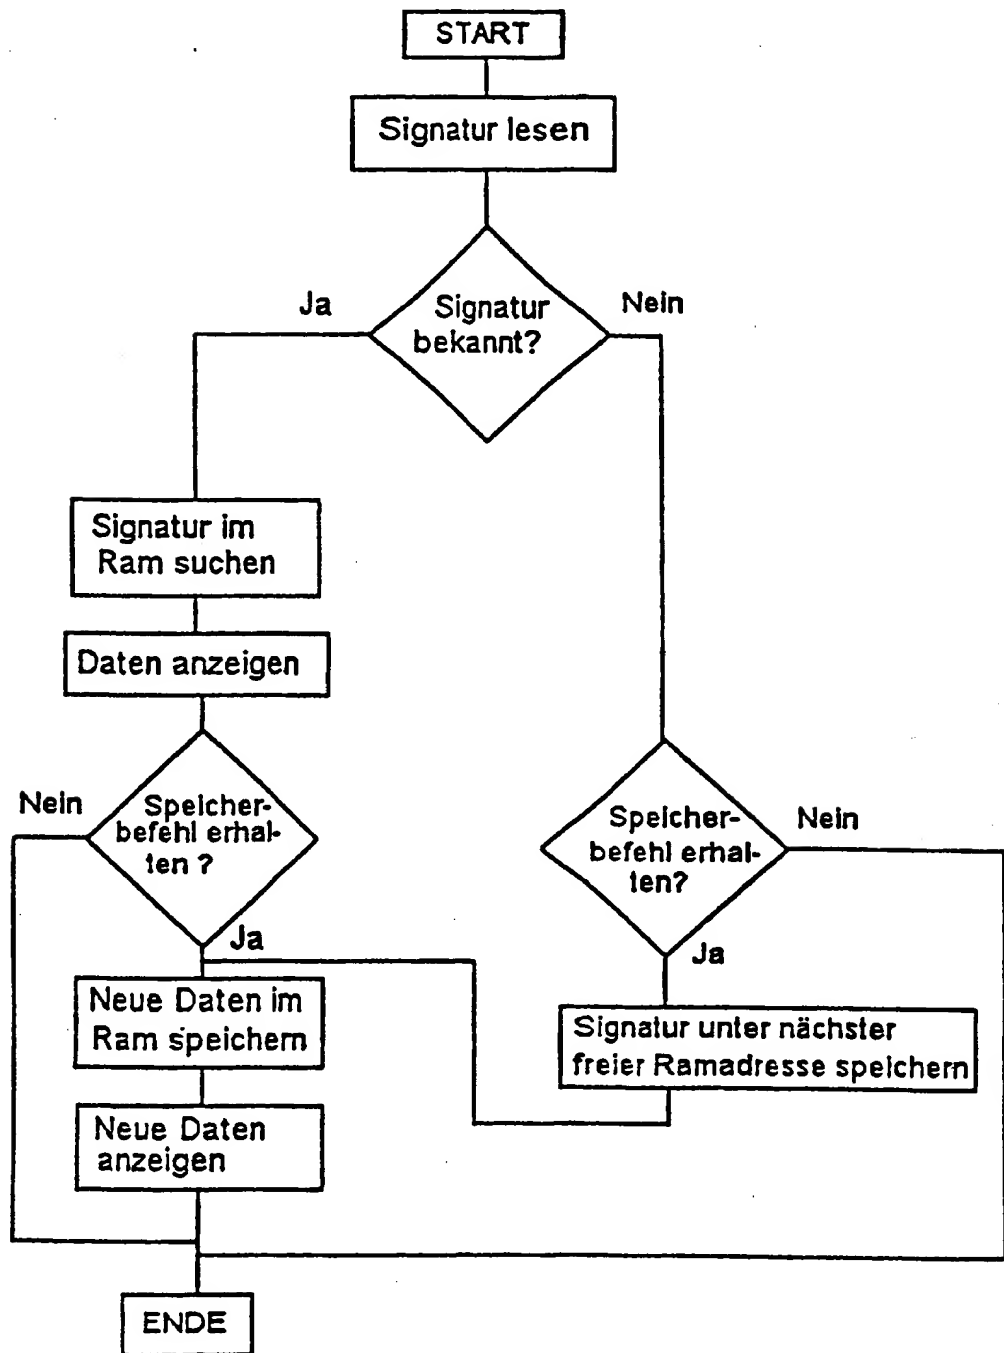 START
Signatur lesen
Ja
Nein
Signatur
bekannt?
Signatur im
Ram suchen
Daten anzeigen
Nein
Speicher-
befehl erhal-
ten ?
Ja
Speicher-
befehl erhal-
ten?
Nein
Ja
Neue Daten im
Ram speichern
Signatur unter nächster
freier Ramadresse speichern
Neue Daten
anzeigen
ENDE